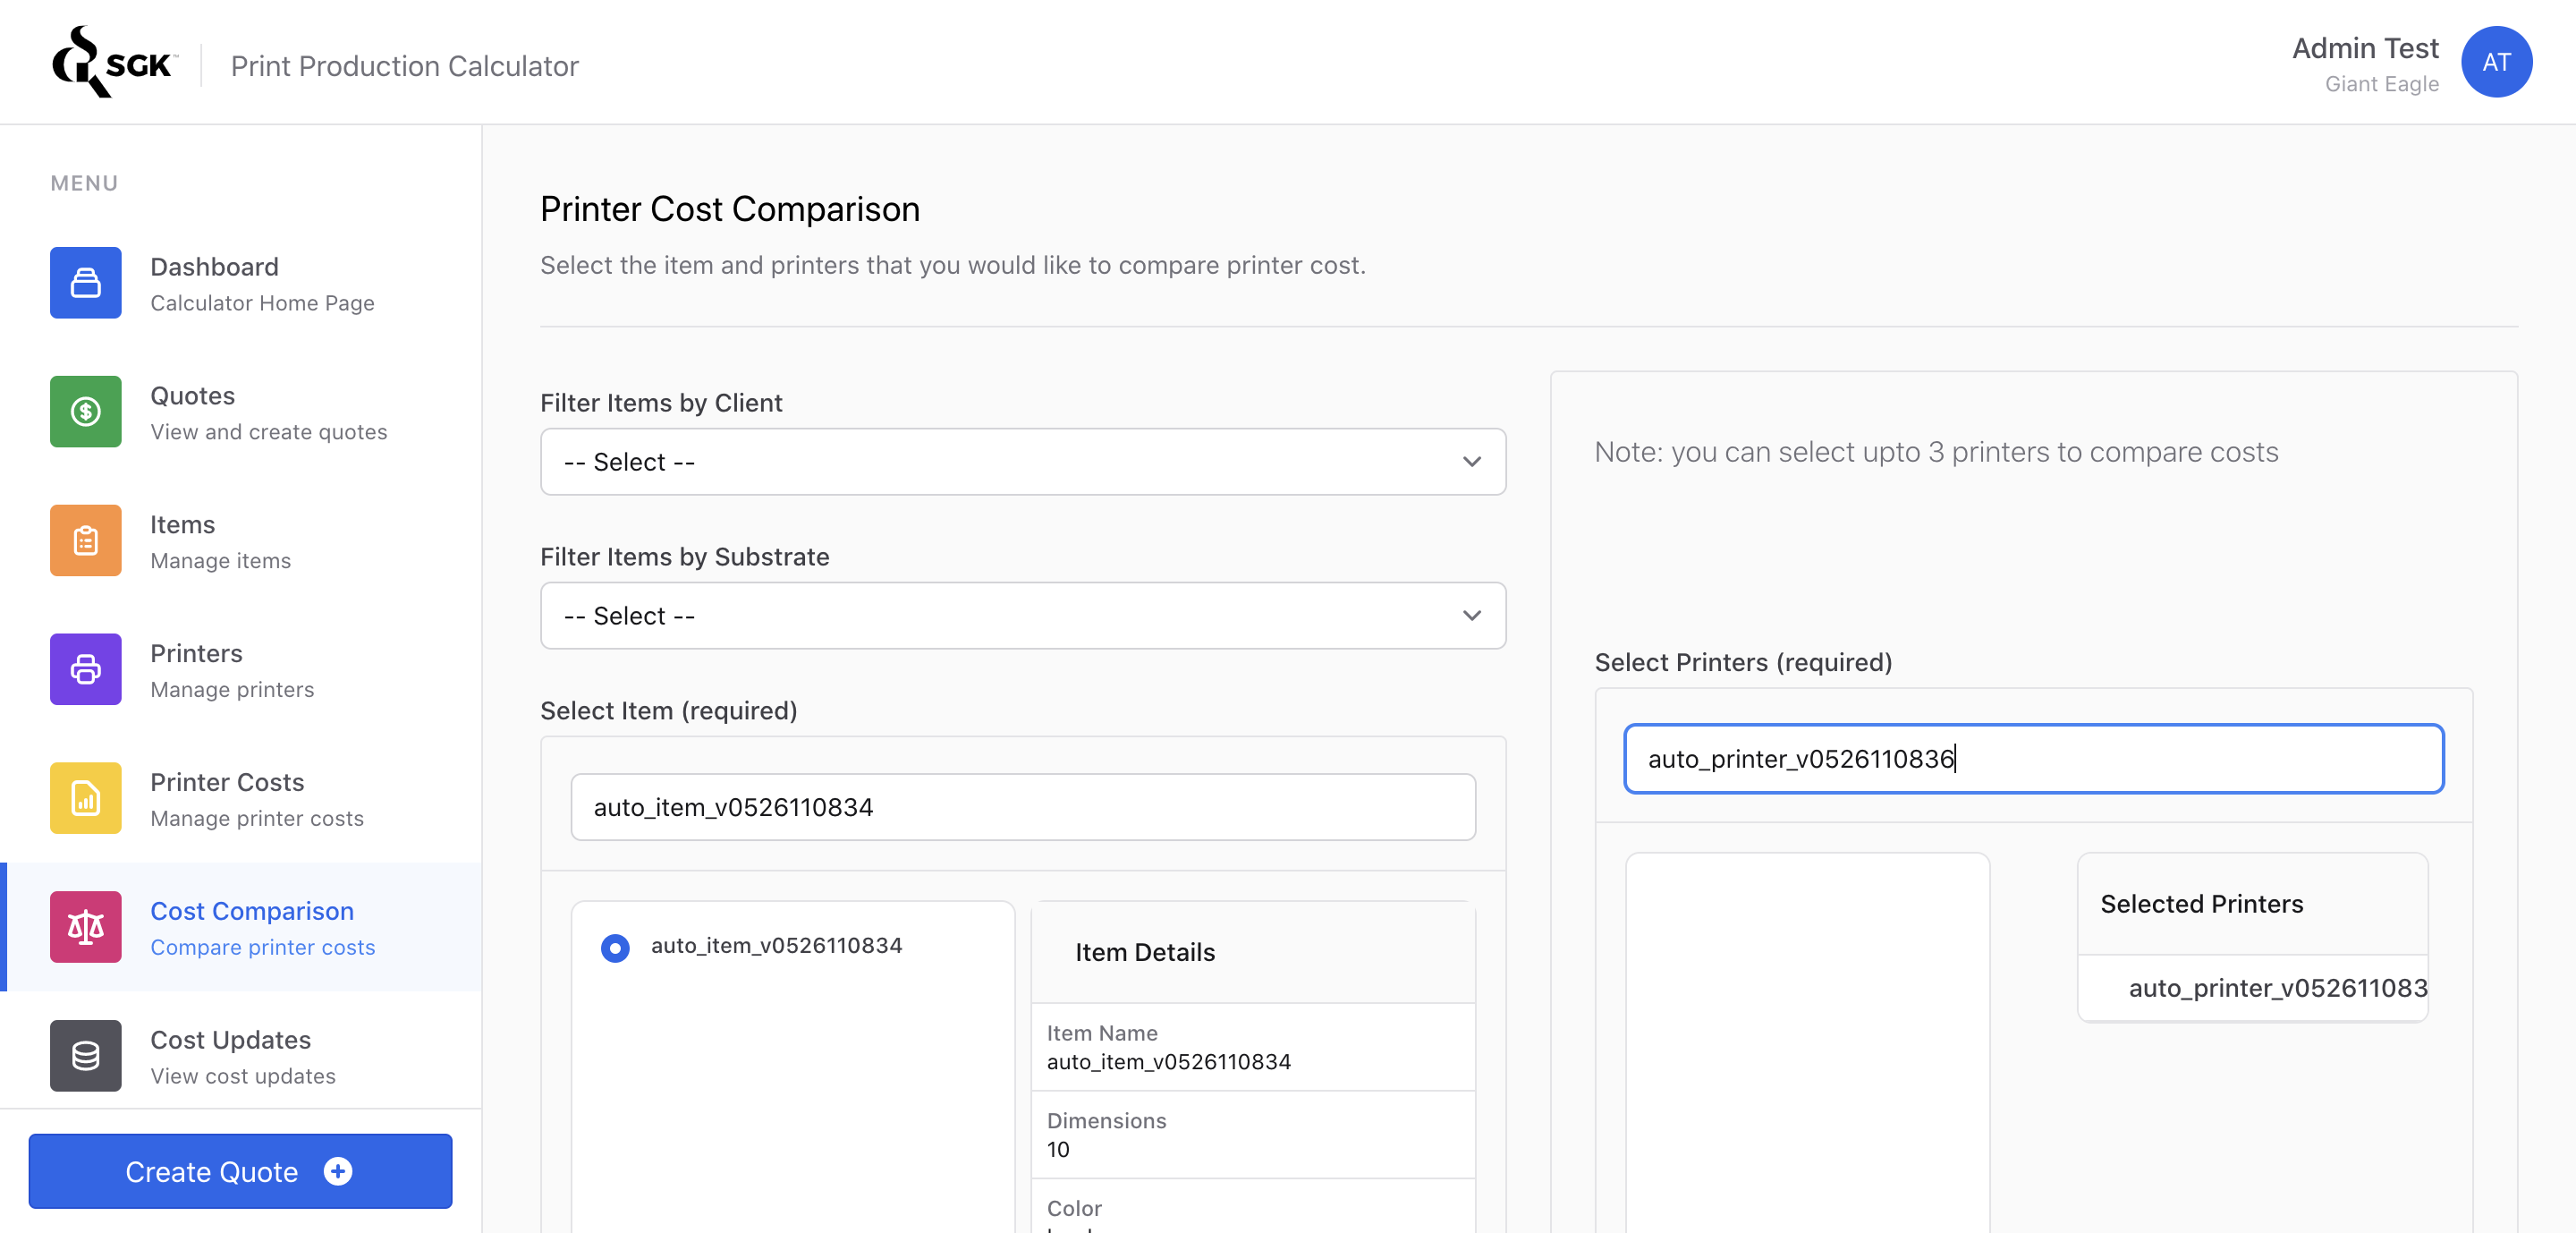 SGK
Print Production Calculator
Admin Test
Giant Eagle
AT
MENU
Dashboard
Calculator Home Page
Quotes
View and create quotes
Items
Manage items
Printers
Manage printers
Printer Costs
Manage printer costs
Cost Comparison
Compare printer costs
Cost Updates
View cost updates
Create Quote
Printer Cost Comparison
Select the item and printers that you would like to compare printer cost.
Filter Items by Client
-- Select --
Filter Items by Substrate
-- Select --
Select Item (required)
auto_item_v0526110834
auto_item_v0526110834
Item Details
Item Name
auto_item_v0526110834
Dimensions
10
Color
Note: you can select upto 3 printers to compare costs
Select Printers (required)
auto_printer_v0526110836
Selected Printers
auto_printer_v052611083